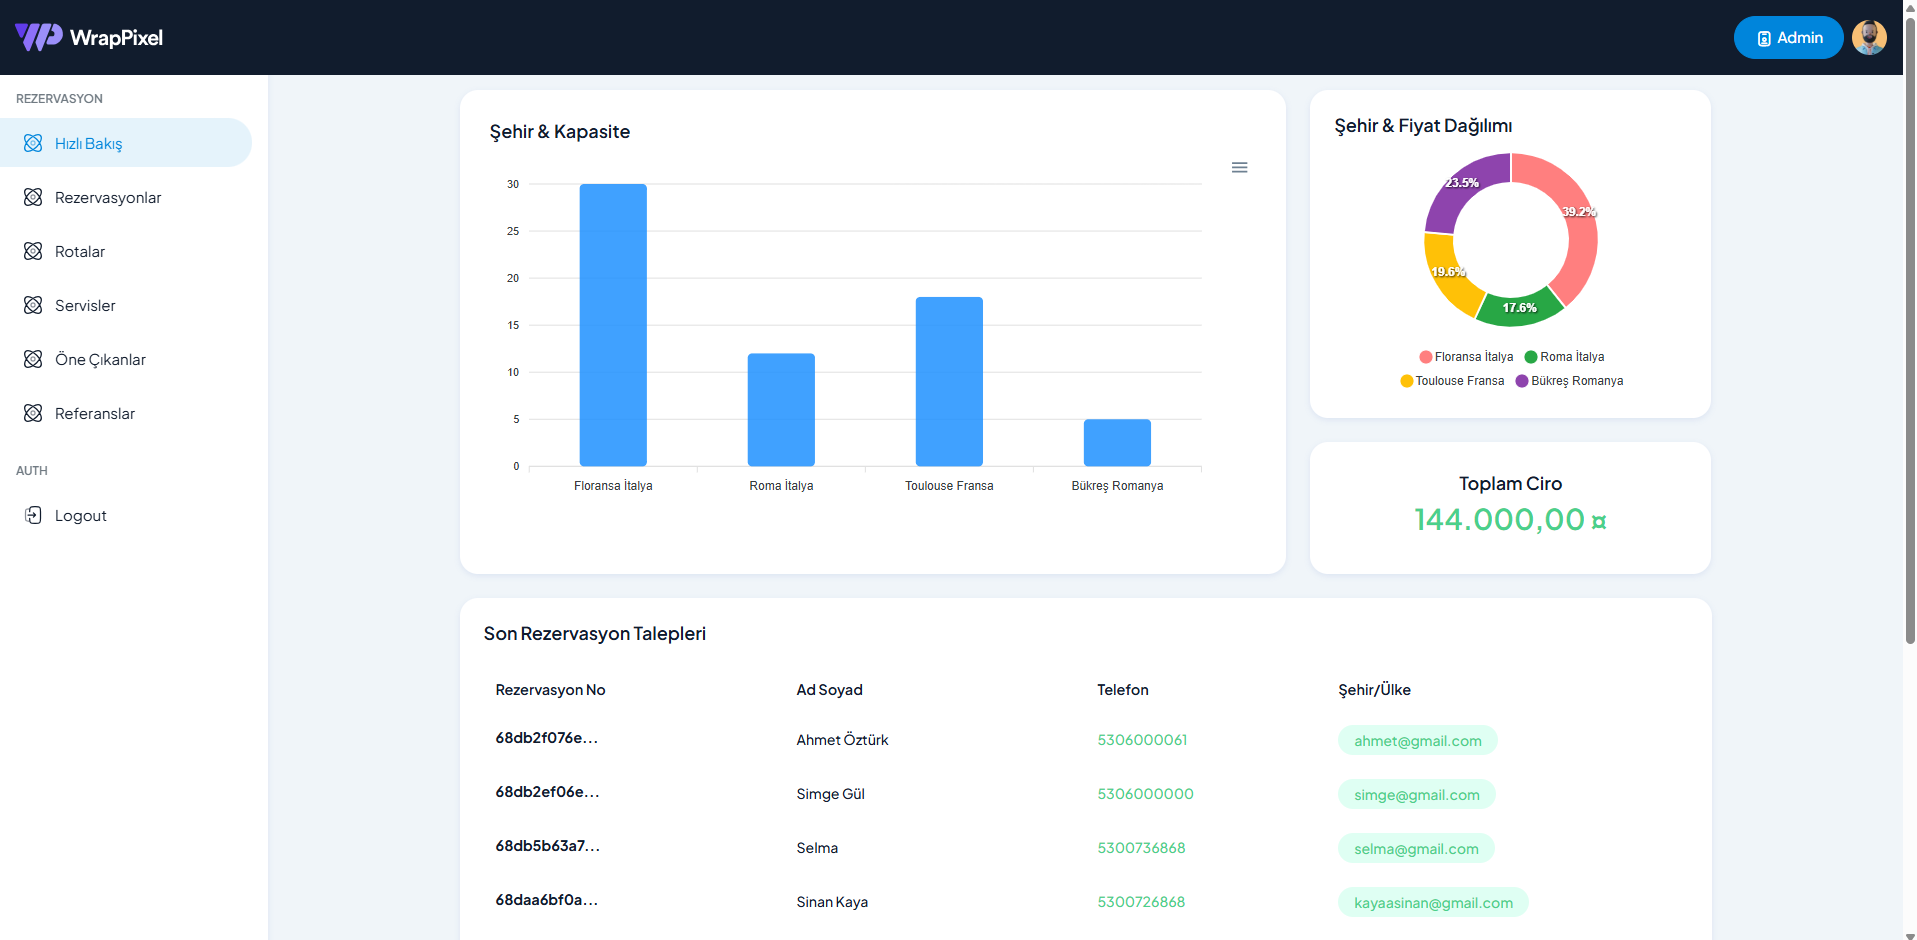 WrapPixel
Admin
REZERVASYON
Hızlı Bakış
Rezervasyonlar
Rotalar
Servisler
Öne Çıkanlar
Referanslar
AUTH
Logout
Şehir & Kapasite
30
25
20
15
10
5
0
Floransa İtalya
Roma İtalya
Toulouse Fransa
Bükreş Romanya
Şehir & Fiyat Dağılımı
23.5%
39.2%
19.6%
17.6%
Floransa İtalya
Roma İtalya
Toulouse Fransa
Bükreş Romanya
Toplam Ciro
144.000,00 ¤
Son Rezervasyon Talepleri
Rezervasyon No Ad Soyad Telefon Şehir/Ülke
68db2f076e... Ahmet Öztürk 5306000061 ahmet@gmail.com
68db2ef06e... Simge Gül 5306000000 simge@gmail.com
68db5b63a7... Selma 5300736868 selma@gmail.com
68daa6bf0a... Sinan Kaya 5300726868 kayaasinan@gmail.com